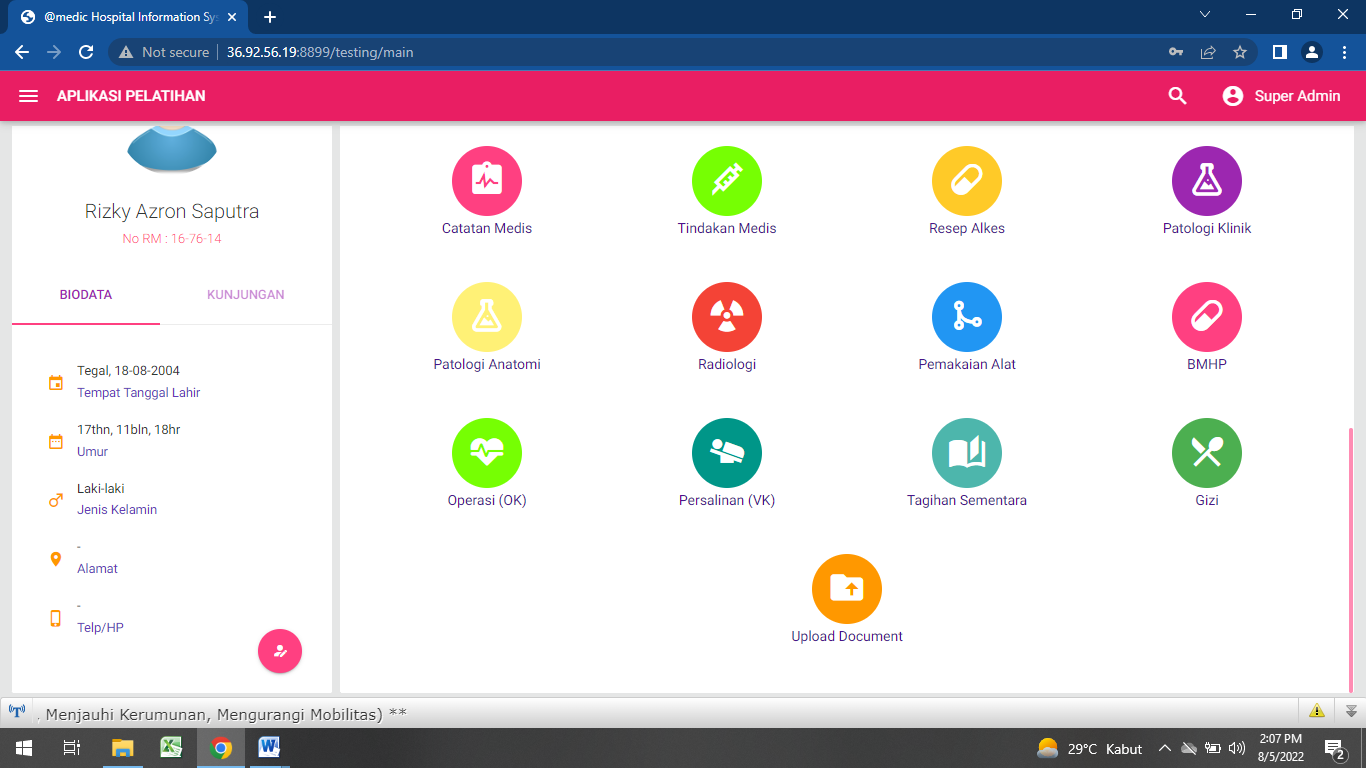 @medic Hospital Information Sys
Not secure
36.92.56.19:8899/testing/main
APLIKASI PELATIHAN
Super Admin
Rizky Azron Saputra
No RM : 16-76-14
BIODATA
KUNJUNGAN
Tegal, 18-08-2004
Tempat Tanggal Lahir
17thn, 11bln, 18hr
Umur
Laki-laki
Jenis Kelamin
-
Alamat
-
Telp/HP
Catatan Medis
Tindakan Medis
Resep Alkes
Patologi Klinik
Patologi Anatomi
Radiologi
Pemakaian Alat
BMHP
Operasi (OK)
Persalinan (VK)
Tagihan Sementara
Gizi
Upload Document
. Menjauhi Kerumunan, Mengurangi Mobilitas) **
29°C Kabut
2:07 PM
8/5/2022
2